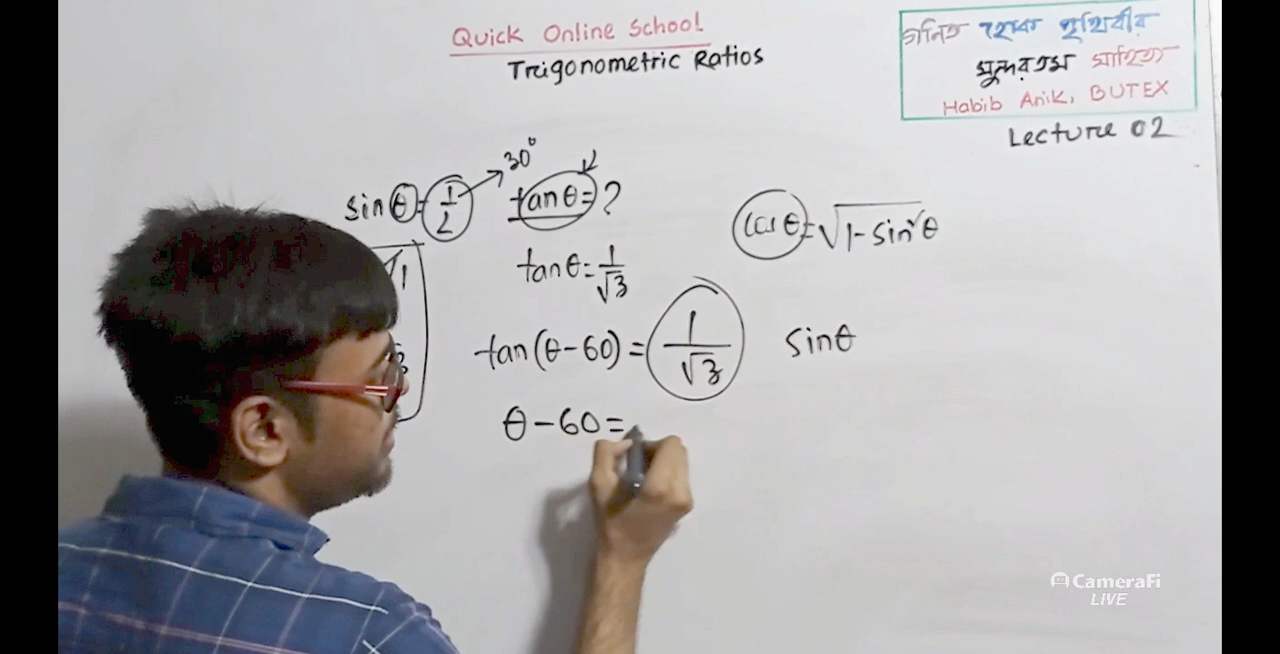 Quick Online School
Trigonometric Ratios
গনিত হোক পৃথিবীর
সুন্দরতম সাহিত্য
Habib Anik, BUTEX
Lecture 02
30°
sinθ = 1/2
tanθ = ?
cosθ = √1-sin²θ
tanθ = 1/√3
tan(θ-60) = 1/√3
sinθ
θ-60 =
CameraFi
LIVE